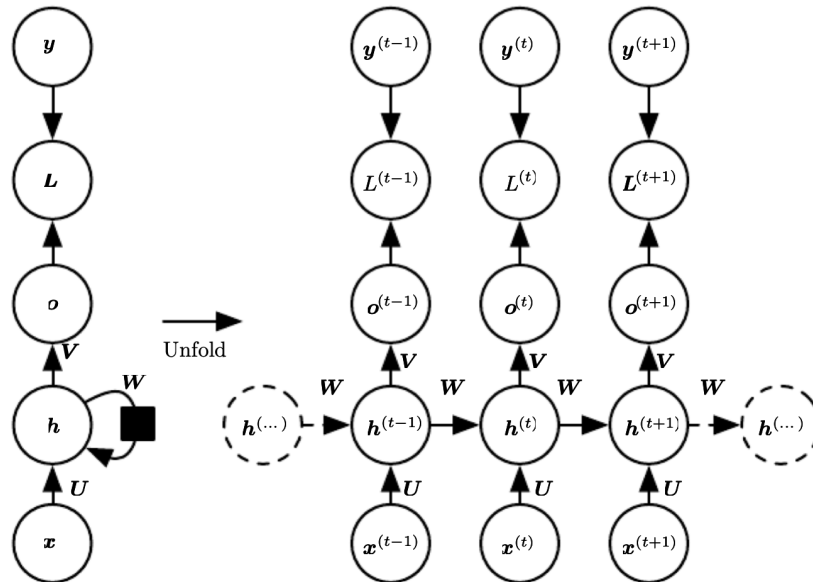 y y^(t−1) y^(t) y^(t+1)
L L^(t−1) L^(t) L^(t+1)
o o^(t−1) o^(t) o^(t+1)
Unfold
V V V V
W W W W W
h h^(...) h^(t−1) h^(t) h^(t+1) h^(...)
U U U U
x x^(t−1) x^(t) x^(t+1)